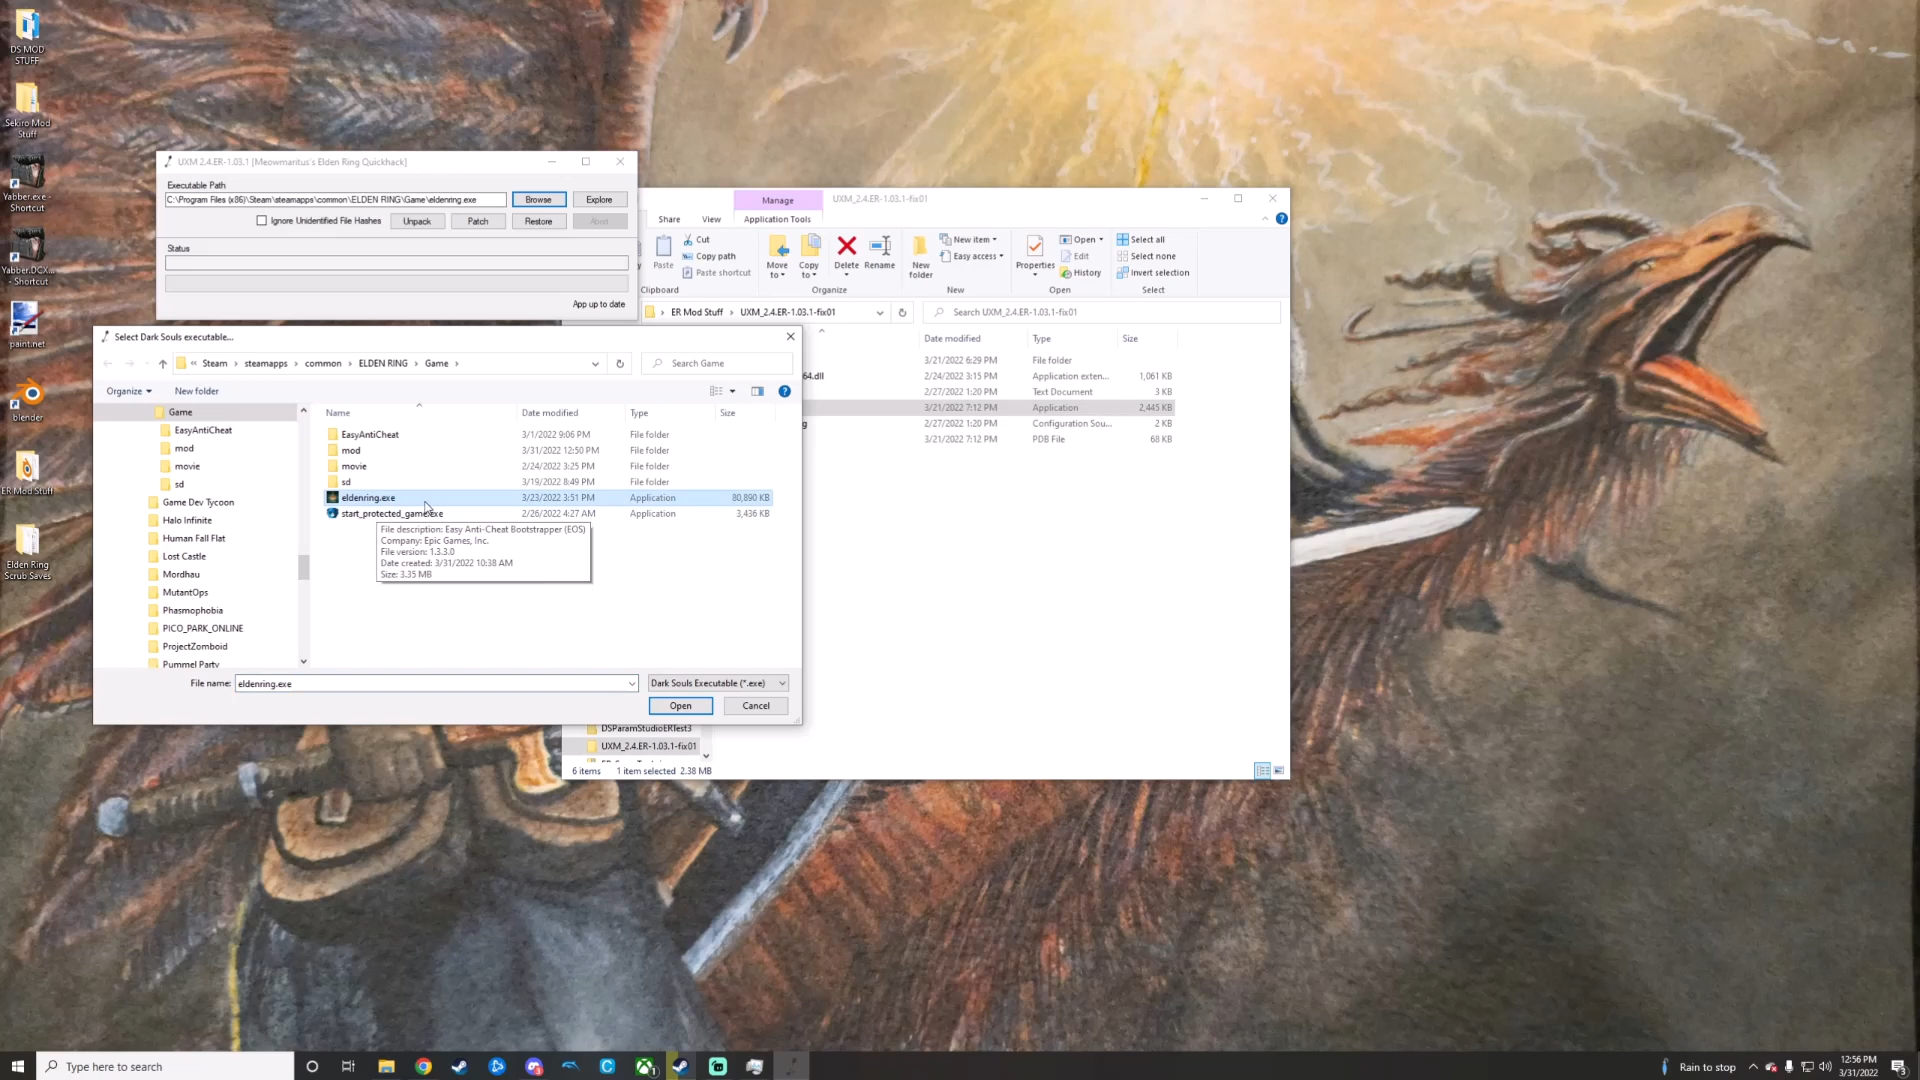 DS MOD
STUFF
Sekiro Mod
Stuff
Yabber.exe -
Shortcut
Yabber.DCX...
- Shortcut
paint.net
blender
ER Mod Stuff
Elden Ring
Scrub Saves
UXM 2.4.ER-1.03.1 [Meowmaritus's Elden Ring Quickhack]
Executable Path
C:\Program Files (x86)\Steam\steamapps\common\ELDEN RING\Game\eldenring.exe
Browse
Explore
Ignore Unidentified File Hashes
Unpack
Patch
Restore
Abort
Status
App up to date
Manage
UXM_2.4.ER-1.03.1-fix01
Share
View
Application Tools
Paste
Cut
Copy path
Paste shortcut
Clipboard
Move to
Copy to
Delete
Rename
Organize
New folder
New item
Easy access
New
Properties
Open
Edit
History
Open
Select all
Select none
Invert selection
Select
ER Mod Stuff > UXM_2.4.ER-1.03.1-fix01
Search UXM_2.4.ER-1.03.1-fix01
Date modified Type Size
3/21/2022 6:29 PM File folder
64.dll 2/24/2022 3:15 PM Application exten... 1,061 KB
2/27/2022 1:20 PM Text Document 3 KB
3/21/2022 7:12 PM Application 2,445 KB
g 2/27/2022 1:20 PM Configuration Sou... 2 KB
3/21/2022 7:12 PM PDB File 68 KB
DSParamStudioERTest3
UXM_2.4.ER-1.03.1-fix01
6 items 1 item selected 2.38 MB
Select Dark Souls executable...
« Steam > steamapps > common > ELDEN RING > Game >
Search Game
Organize
New folder
Game
EasyAntiCheat
mod
movie
sd
Game Dev Tycoon
Halo Infinite
Human Fall Flat
Lost Castle
Mordhau
MutantOps
Phasmophobia
PICO_PARK_ONLINE
ProjectZomboid
Pummel Party
Name Date modified Type Size
EasyAntiCheat 3/1/2022 9:06 PM File folder
mod 3/31/2022 12:50 PM File folder
movie 2/24/2022 3:25 PM File folder
sd 3/19/2022 8:49 PM File folder
eldenring.exe 3/23/2022 3:51 PM Application 80,890 KB
start_protected_game.exe 2/26/2022 4:27 AM Application 3,436 KB
File description: Easy Anti-Cheat Bootstrapper (EOS)
Company: Epic Games, Inc.
File version: 1.3.3.0
Date created: 3/31/2022 10:38 AM
Size: 3.35 MB
File name: eldenring.exe
Dark Souls Executable (*.exe)
Open
Cancel
Type here to search
Rain to stop
12:56 PM
3/31/2022